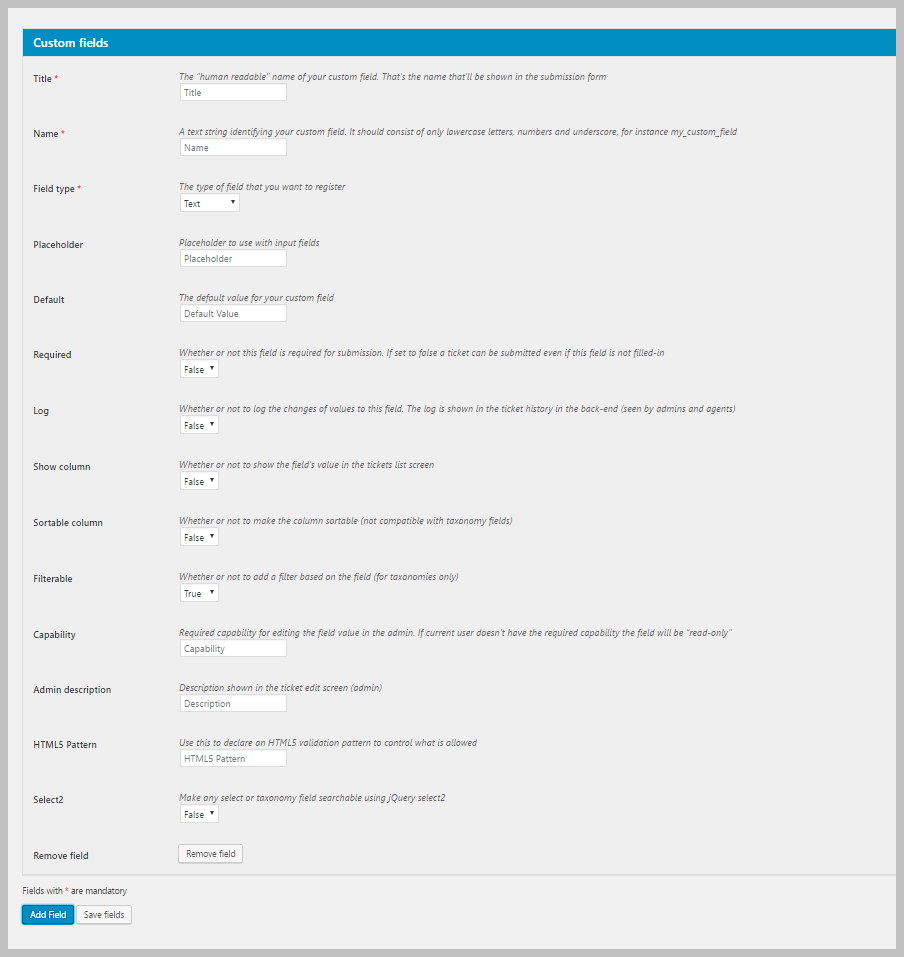 Custom fields
Title *
The "human readable" name of your custom field. That's the name that'll be shown in the submission form
Title
Name *
A text string identifying your custom field. It should consist of only lowercase letters, numbers and underscore, for instance my_custom_field
Name
Field type *
The type of field that you want to register
Text
Placeholder
Placeholder to use with input fields
Placeholder
Default
The default value for your custom field
Default Value
Required
Whether or not this field is required for submission. If set to false a ticket can be submitted even if this field is not filled-in
False
Log
Whether or not to log the changes of values to this field. The log is shown in the ticket history in the back-end (seen by admins and agents)
False
Show column
Whether or not to show the field's value in the tickets list screen
False
Sortable column
Whether or not to make the column sortable (not compatible with taxonomy fields)
False
Filterable
Whether or not to add a filter based on the field (for taxonomies only)
True
Capability
Required capability for editing the field value in the admin. If current user doesn't have the required capability the field will be "read-only"
Capability
Admin description
Description shown in the ticket edit screen (admin)
Description
HTML5 Pattern
Use this to declare an HTML5 validation pattern to control what is allowed
HTML5 Pattern
Select2
Make any select or taxonomy field searchable using jQuery select2
False
Remove field
Remove field
Fields with * are mandatory
Add Field
Save fields